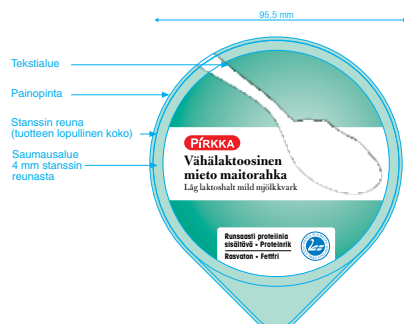 95,5 mm
Tekstialue
Painopinta
Stanssin reuna
(tuotteen lopullinen koko)
Saumausalue
4 mm stanssin
reunasta
PIRKKA
Vähälaktoosinen
mieto maitorahka
Låg laktoshalt mild mjölkkvark
Runsaasti proteiinia
sisältävä • Proteinrik
Rasvaton • Fettfri